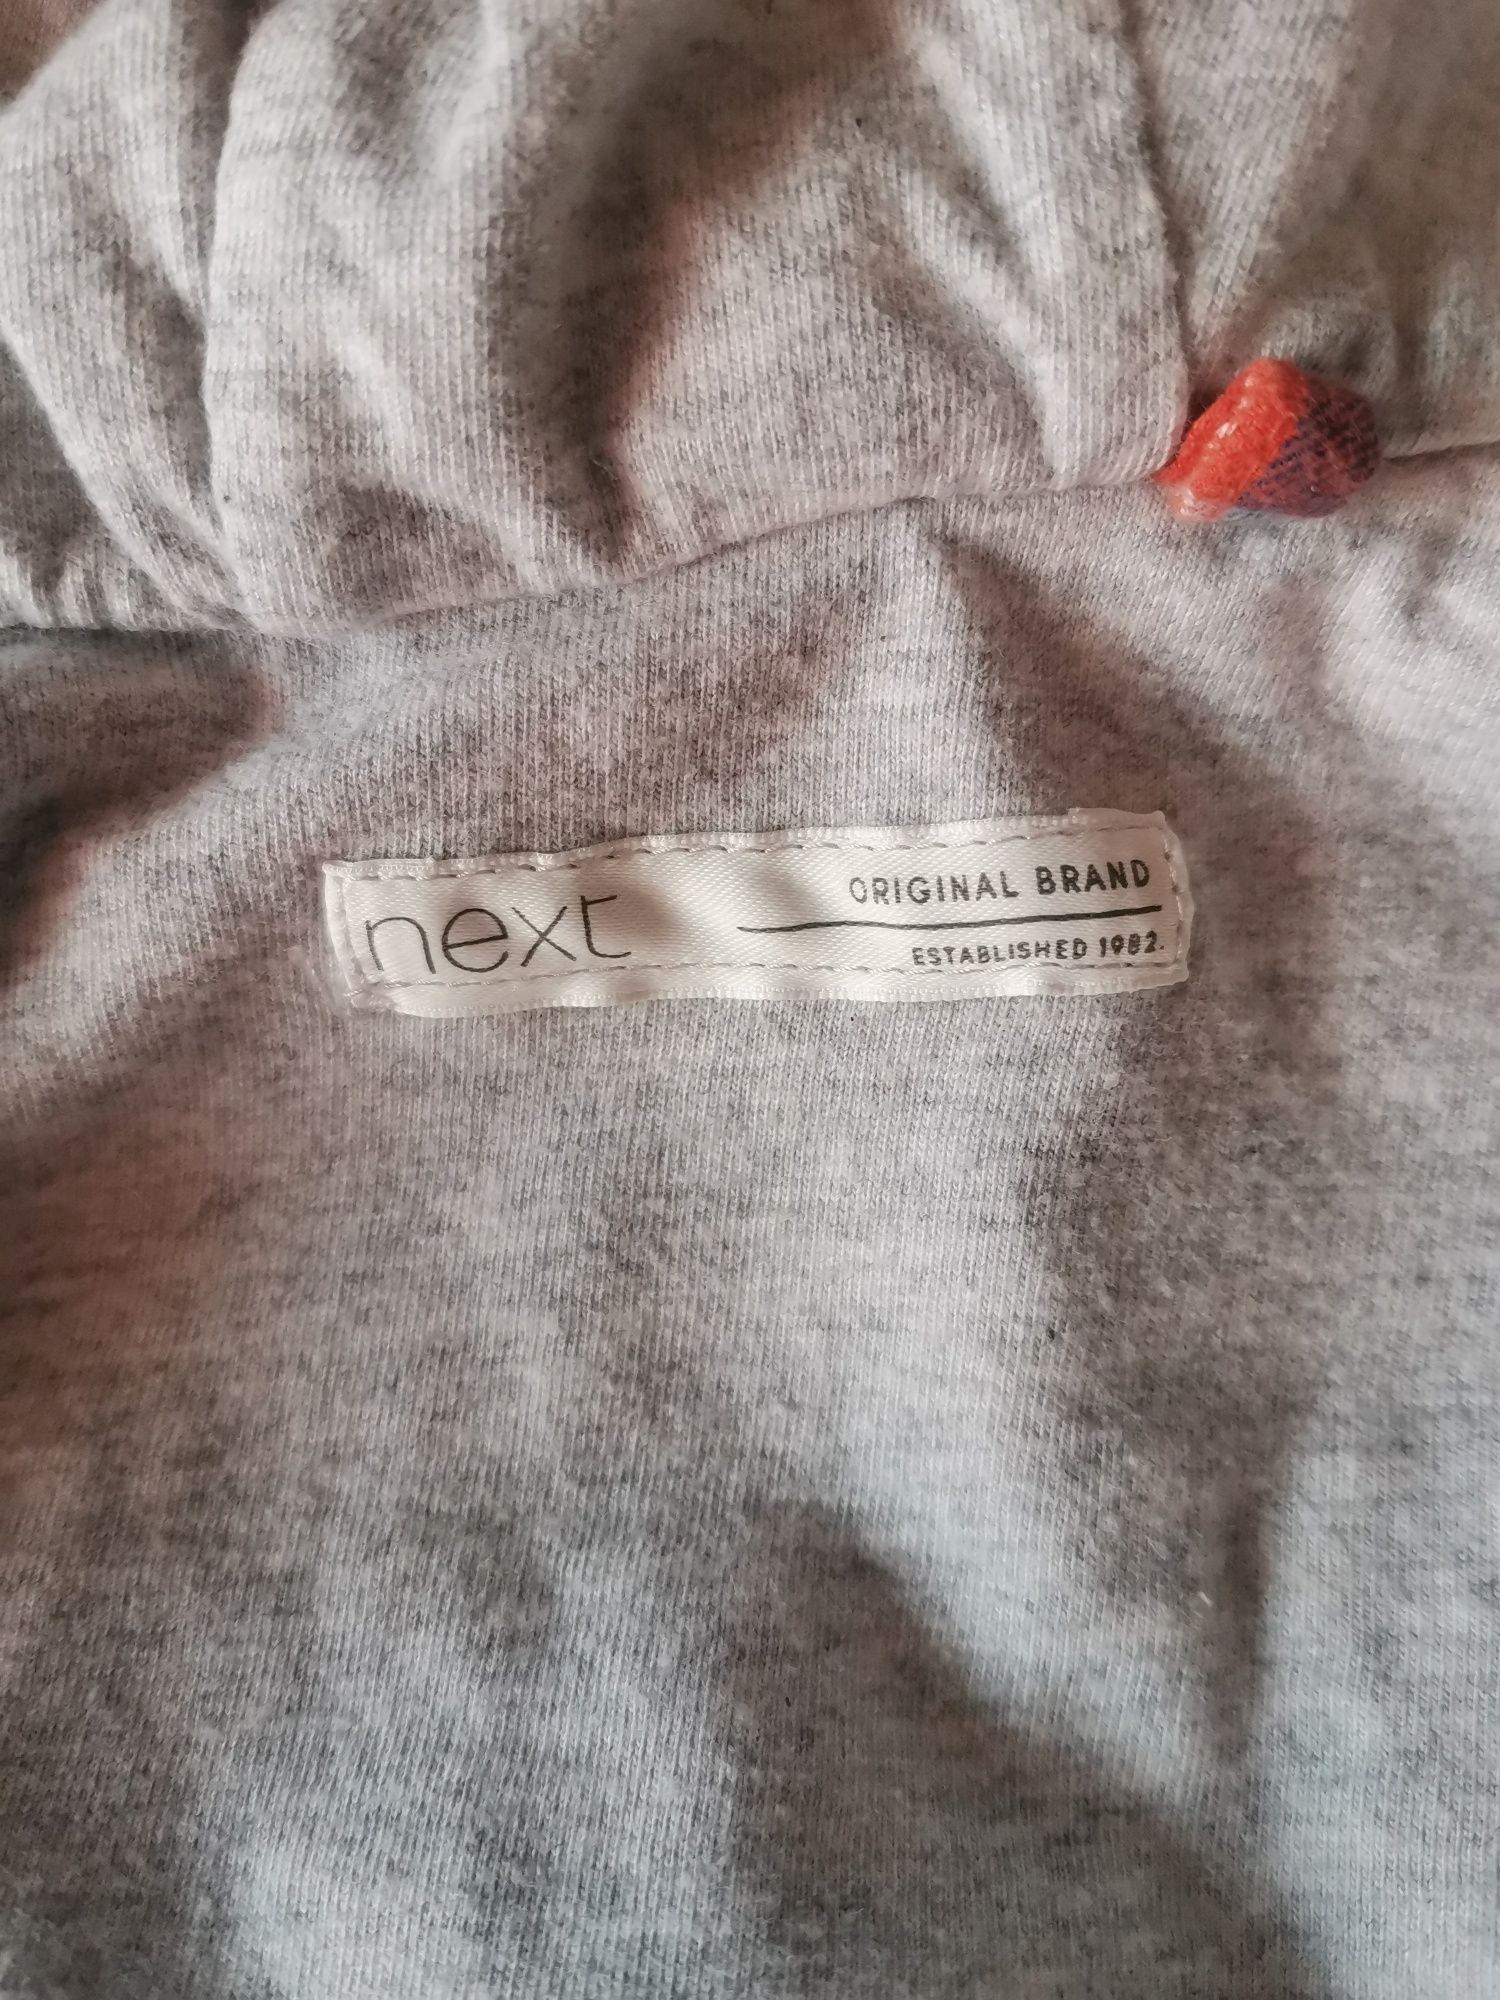 next
ORIGINAL BRAND
ESTABLISHED 1982.